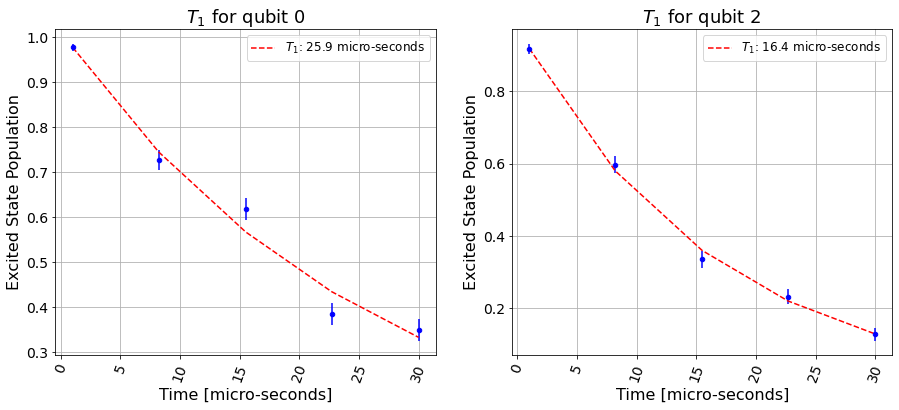 T₁ for qubit 0
T₁: 25.9 micro-seconds
Excited State Population
1.0
0.9
0.8
0.7
0.6
0.5
0.4
0.3
0 5 10 15 20 25 30
Time [micro-seconds]
T₁ for qubit 2
T₁: 16.4 micro-seconds
Excited State Population
0.8
0.6
0.4
0.2
0 5 10 15 20 25 30
Time [micro-seconds]